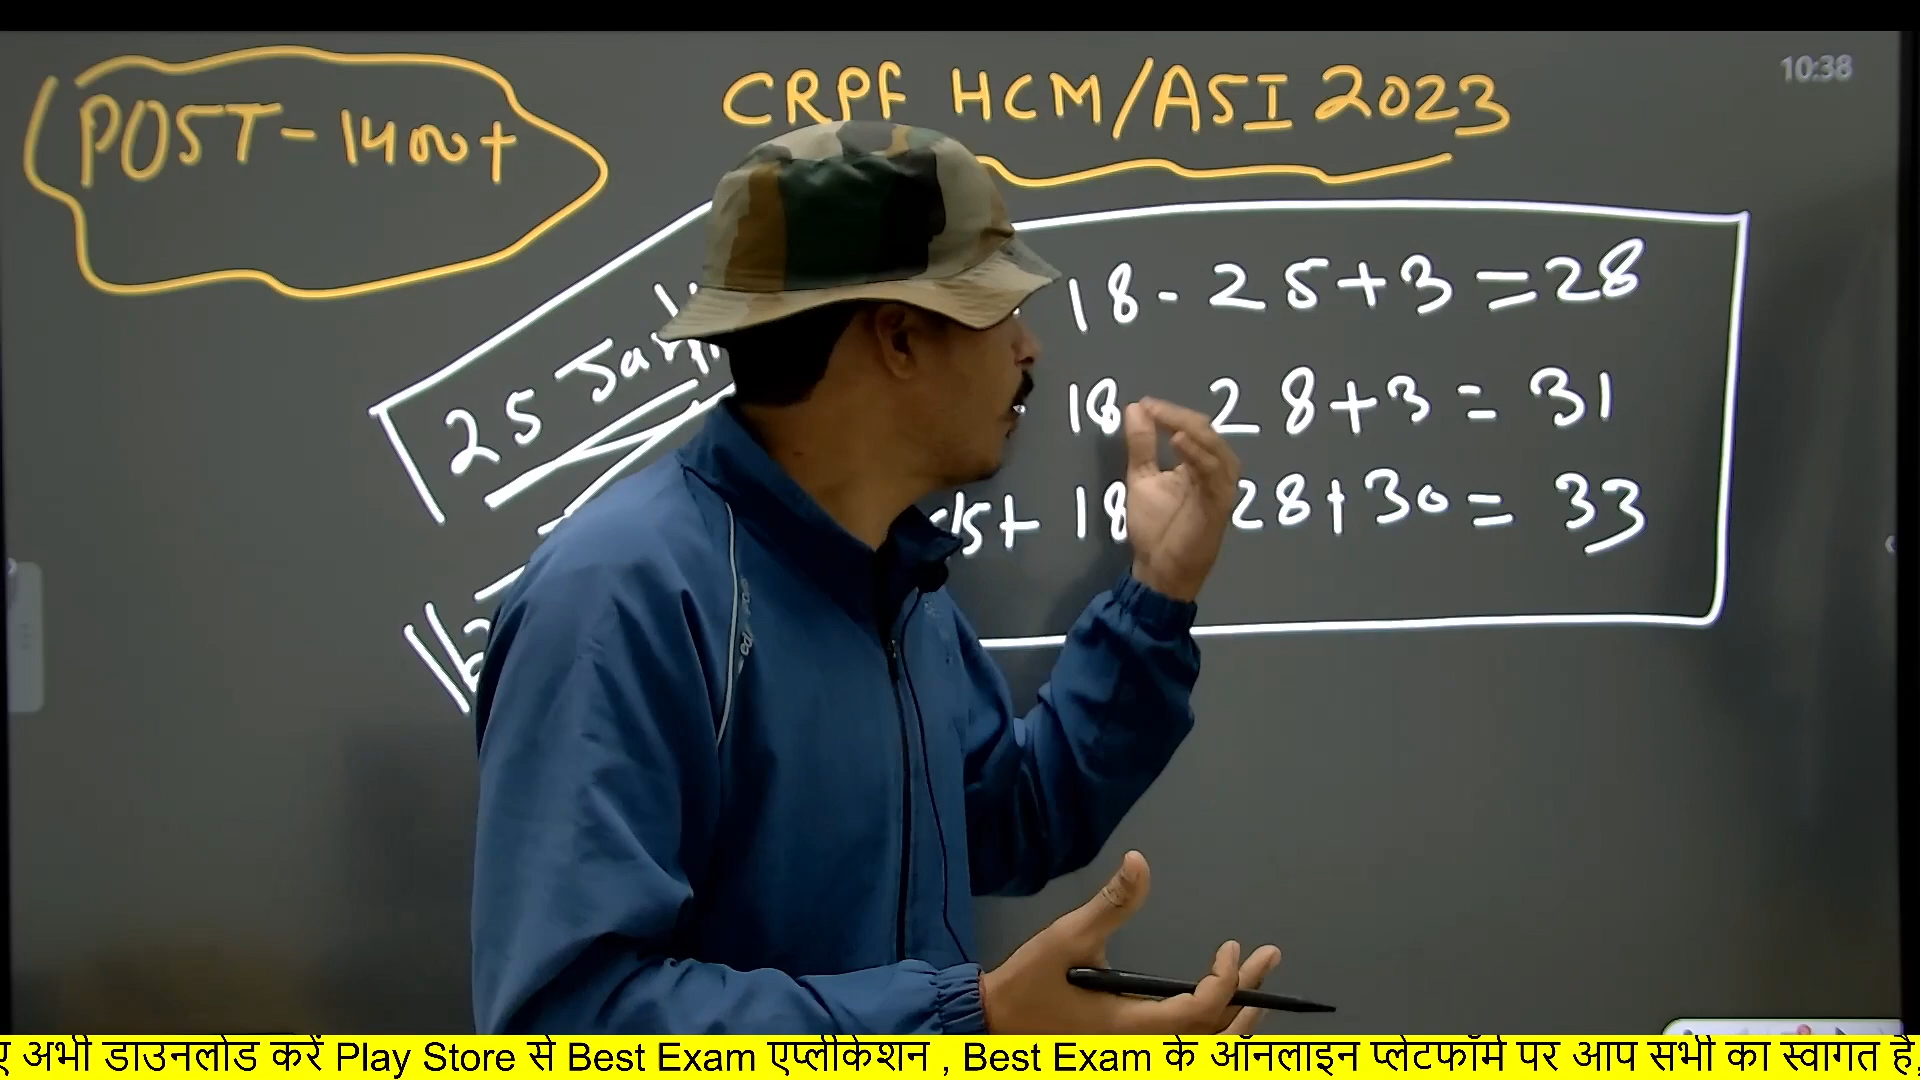 10:38
CRPF HCM/ASI 2023
POST-1400+
18-25+3=28
25
18-28+3=31
18 28+30=33
ए अभी डाउनलोड करें Play Store से Best Exam एप्लीकेशन , Best Exam के ऑनलाइन प्लेटफॉर्म पर आप सभी का स्वागत है,